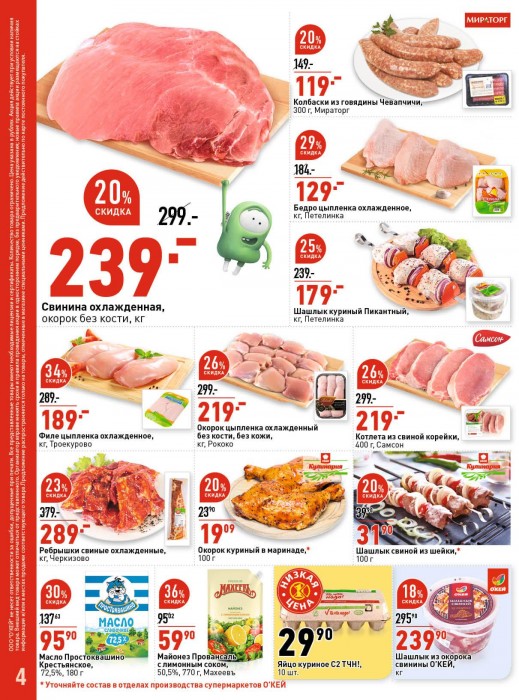 МИРАТОРГ
20%
СКИДКА
149.-
119.-
Колбаски из говядины Чевапчичи,
300 г, Мираторг
29%
СКИДКА
184.-
129.-
Бедро цыпленка охлажденное,
кг, Петелинка
20%
СКИДКА
299.-
239.-
Свинина охлажденная,
окорок без кости, кг
25%
СКИДКА
239.-
179.-
Шашлык куриный Пикантный,
кг, Петелинка
34%
СКИДКА
289.-
189.-
Филе цыпленка охлажденное,
кг, Троекурово
26%
СКИДКА
299.-
219.-
Окорок цыпленка охлажденный
без кости, без кожи,
кг, Рококо
Самсон
26%
СКИДКА
299.-
219.-
Котлета из свиной корейки,
400 г, Самсон
23%
СКИДКА
379.-
289.-
Ребрышки свиные охлажденные,
кг, Черкизово
Кулинария
20%
СКИДКА
23 90
19 09
Окорок куриный в маринаде,*
100 г
Кулинария
20%
СКИДКА
31 90
Шашлык свиной из шейки,*
100 г
30%
СКИДКА
137 63
95 90
Простоквашино
МАСЛО
Масло Простоквашино
Крестьянское,
72,5%, 180 г
36%
СКИДКА
59 90
МАХЕЕВЪ
Майонез Провансаль
с лимонным соком,
50,5%, 770 г, Махеевъ
НИЗКАЯ
ЦЕНА
29 90
Яйцо куриное С2 ТЧН!,
10 шт.
О'КЕЙ
18%
СКИДКА
239 90
Шашлык из окорока
свинины О'КЕЙ,
кг
4
* Уточняйте состав в отделах производства супермаркетов О'КЕЙ